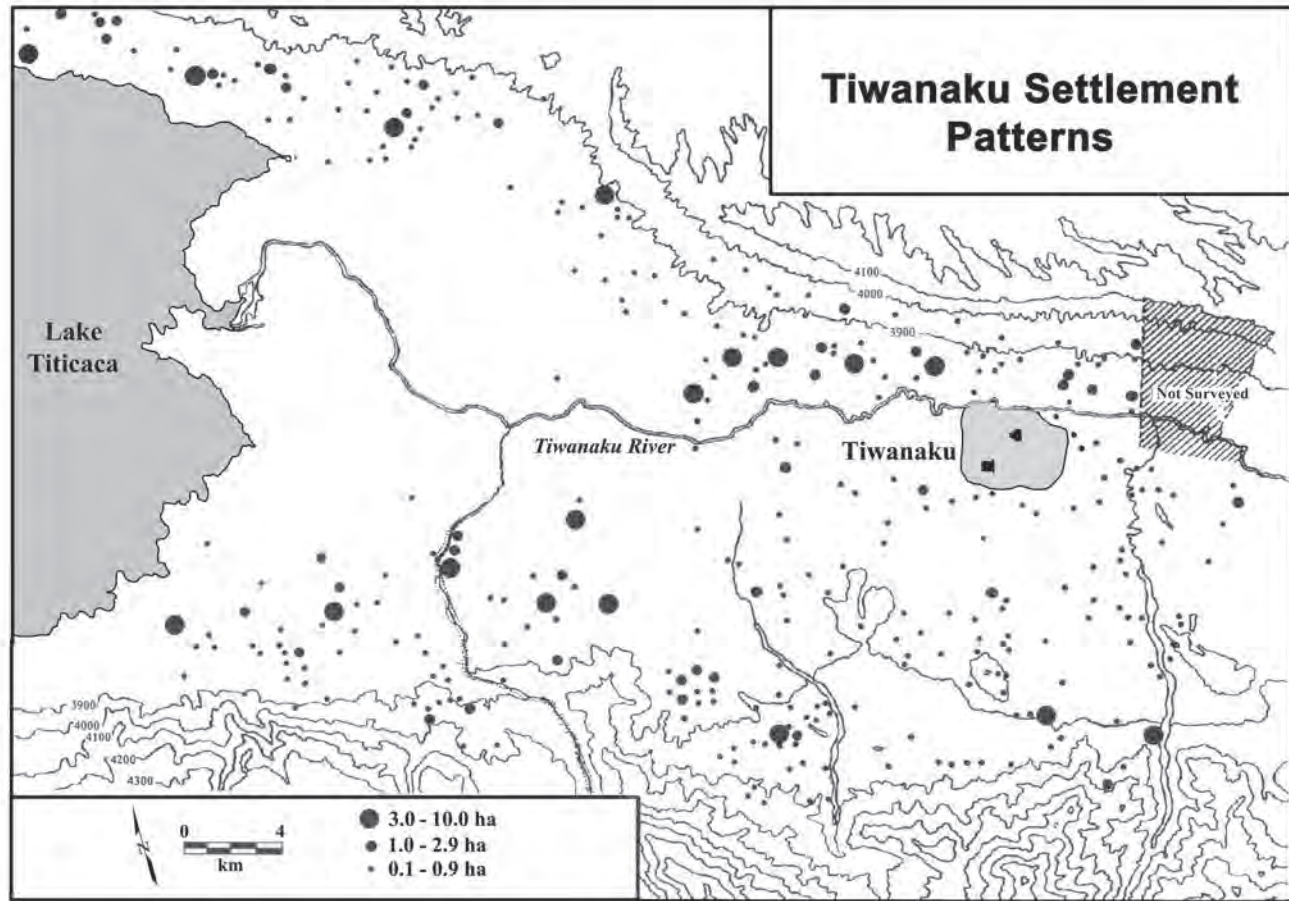 Tiwanaku Settlement
Patterns
4100
4000
3900
Lake
Titicaca
Not Surveyed
Tiwanaku River
Tiwanaku
3900
4000
4100
4200
4300
N
0 4
km
3.0 - 10.0 ha
1.0 - 2.9 ha
0.1 - 0.9 ha